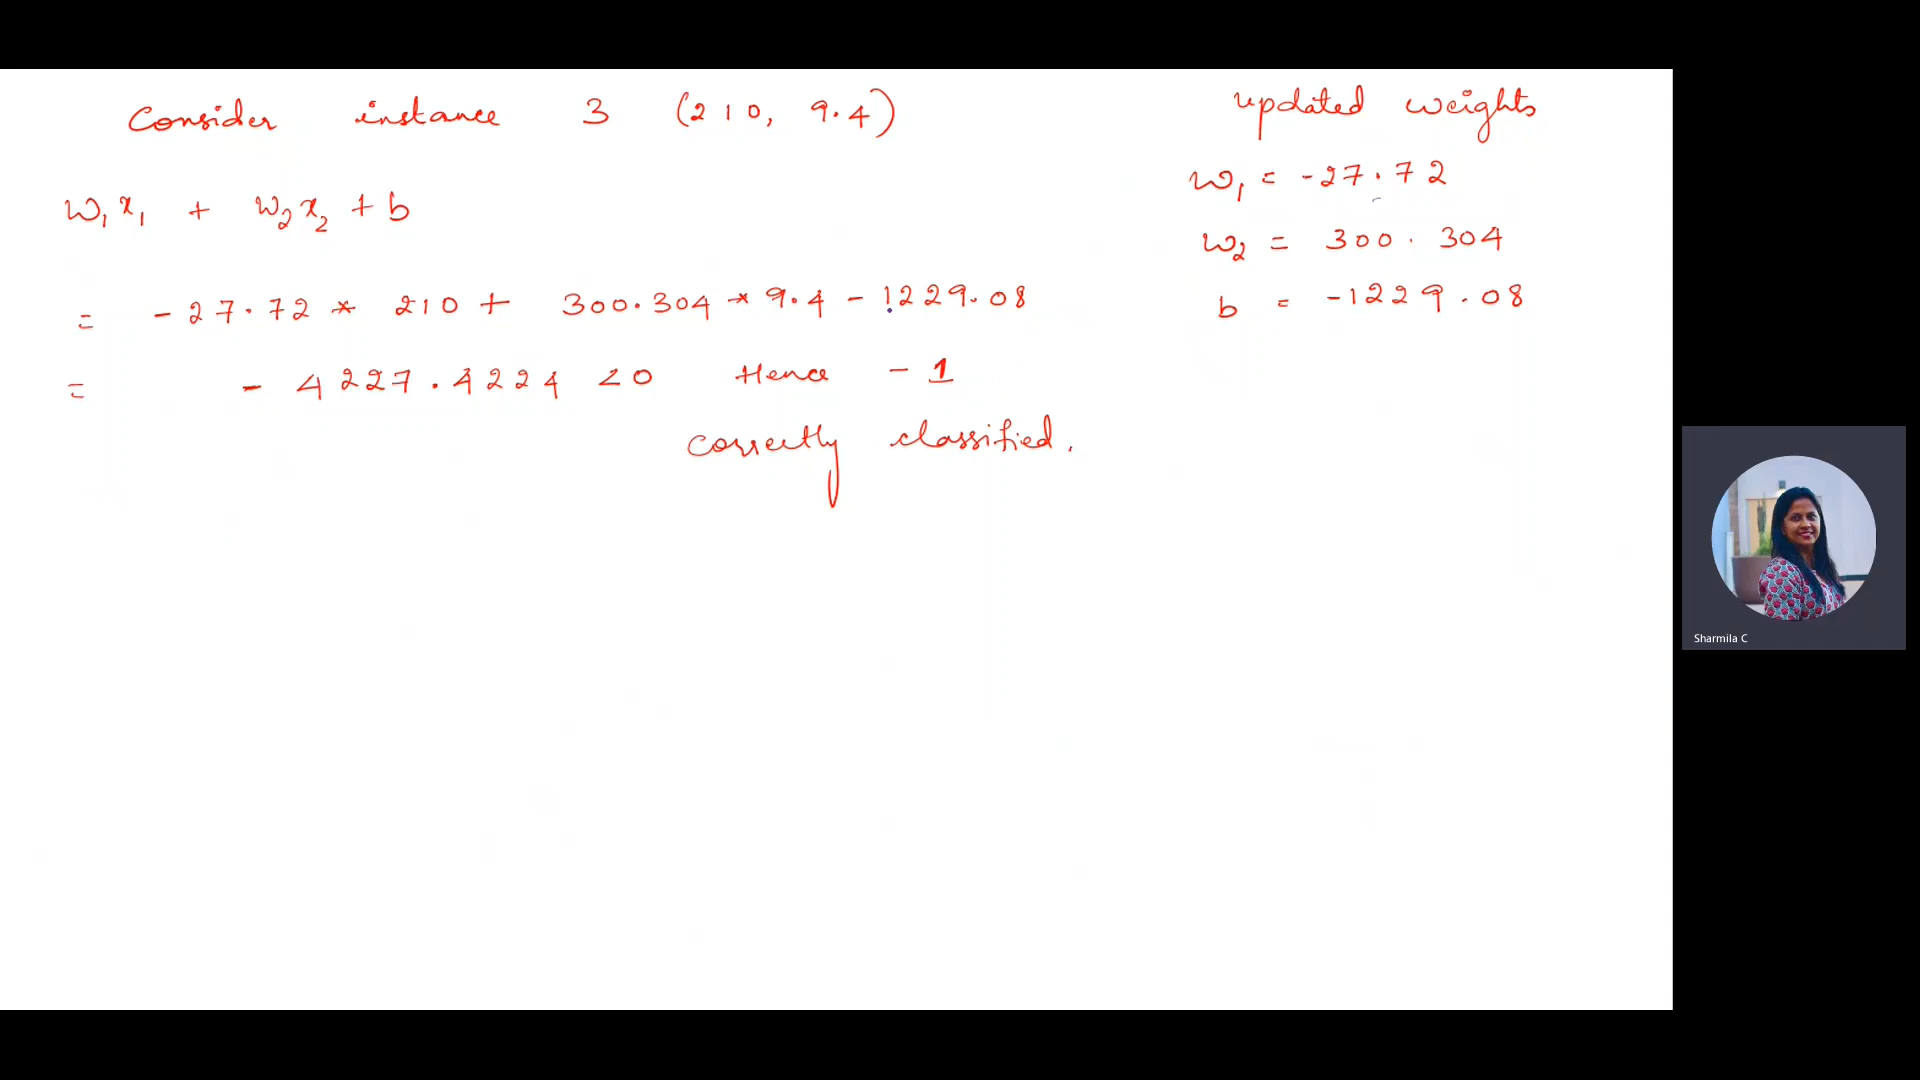 Consider instance 3 (210, 9.4)
updated weights
w₁ = -27.72
w₁x₁ + w₂x₂ + b
w₂ = 300.304
= -27.72 * 210 + 300.304 * 9.4 - 1229.08
b = -1229.08
= - 4227.4224 < 0 Hence - 1
correctly classified.
Sharmila C